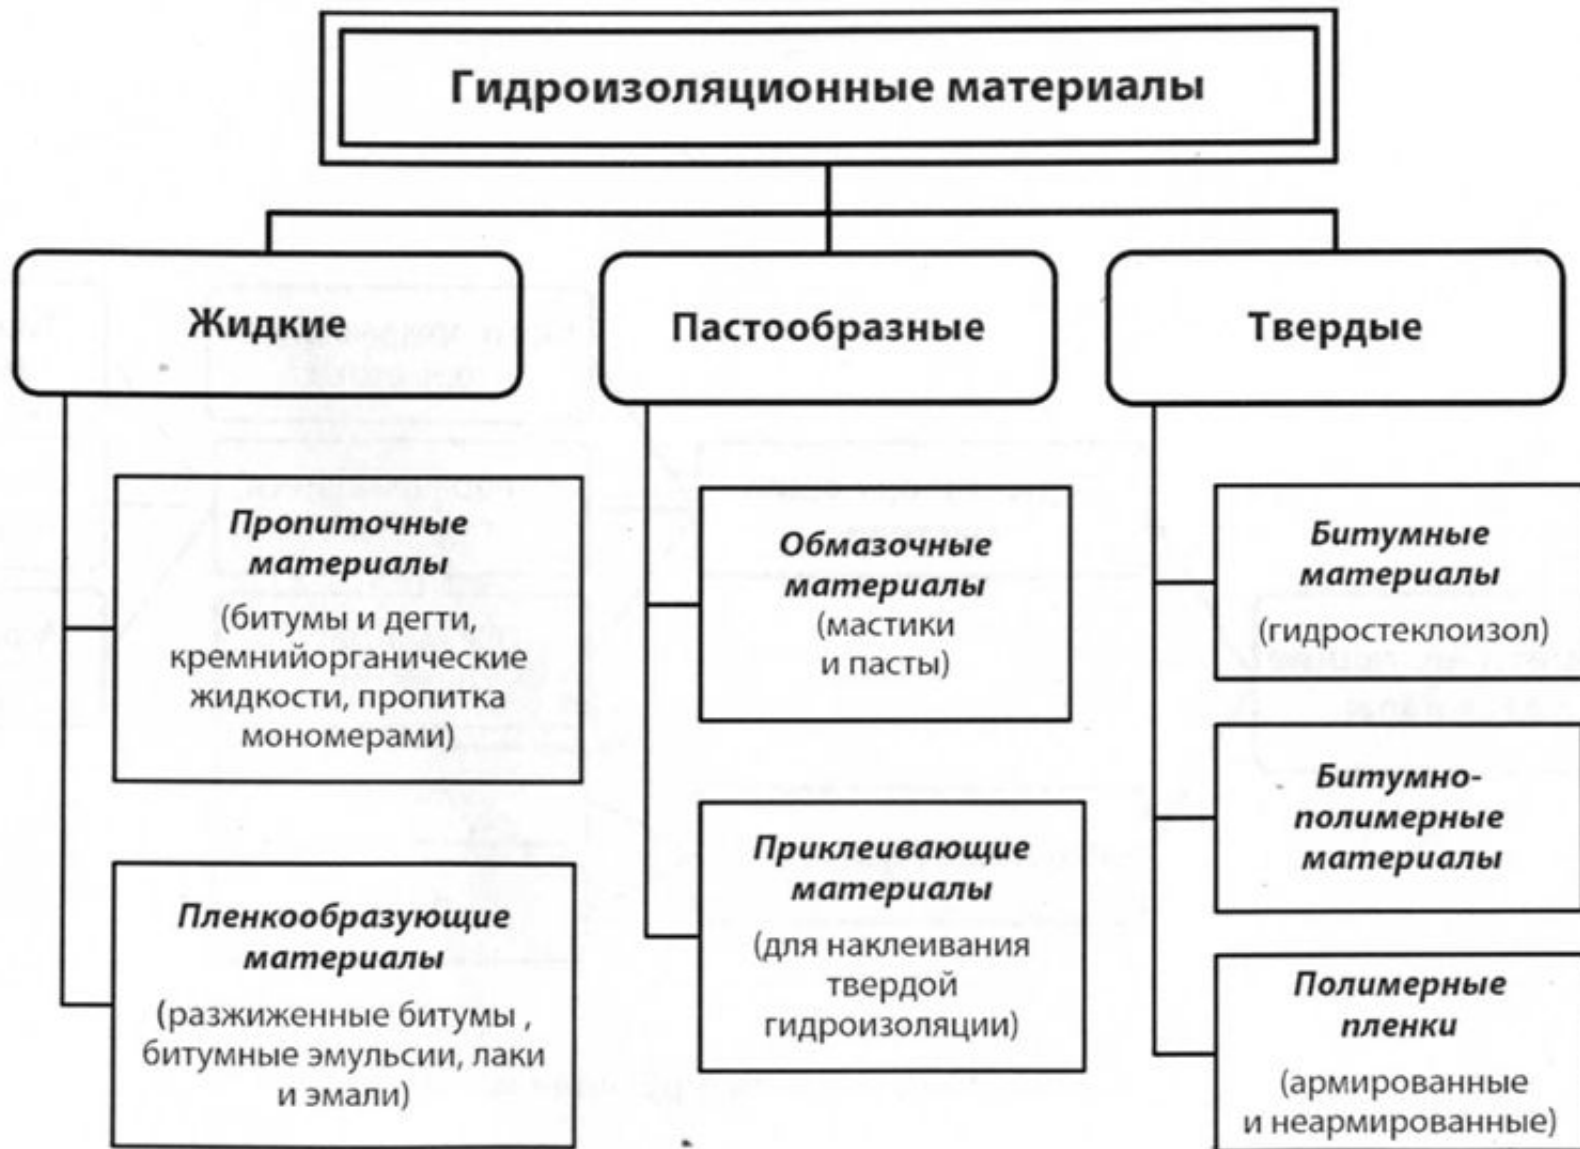 Гидроизоляционные материалы
Жидкие
Пропиточные
материалы
(битумы и дегти,
кремнийорганические
жидкости, пропитка
мономерами)
Пленкообразующие
материалы
(разжиженные битумы ,
битумные эмульсии, лаки
и эмали)
Пастообразные
Обмазочные
материалы
(мастики
и пасты)
Приклеивающие
материалы
(для наклеивания
твердой
гидроизоляции)
Твердые
Битумные
материалы
(гидростеклоизол)
Битумно-
полимерные
материалы
Полимерные
пленки
(армированные
и неармированные)